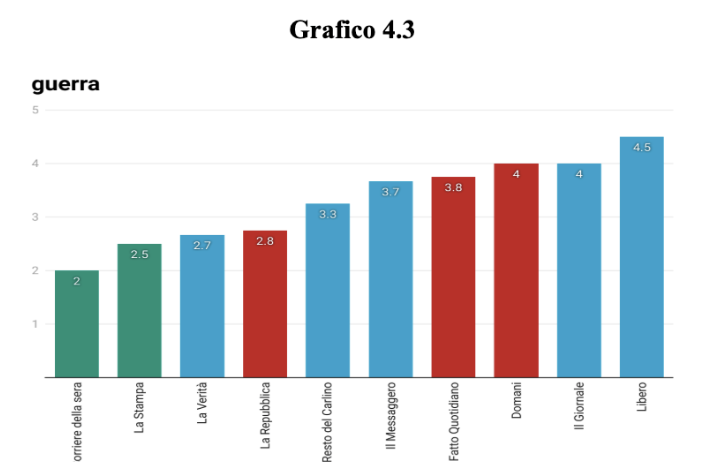 Grafico 4.3
guerra
5
4
3
2
1
2
2.5
2.7
2.8
3.3
3.7
3.8
4
4
4.5
orriere della sera
La Stampa
La Verità
La Repubblica
Resto del Carlino
Il Messaggero
Fatto Quotidiano
Domani
Il Giornale
Libero